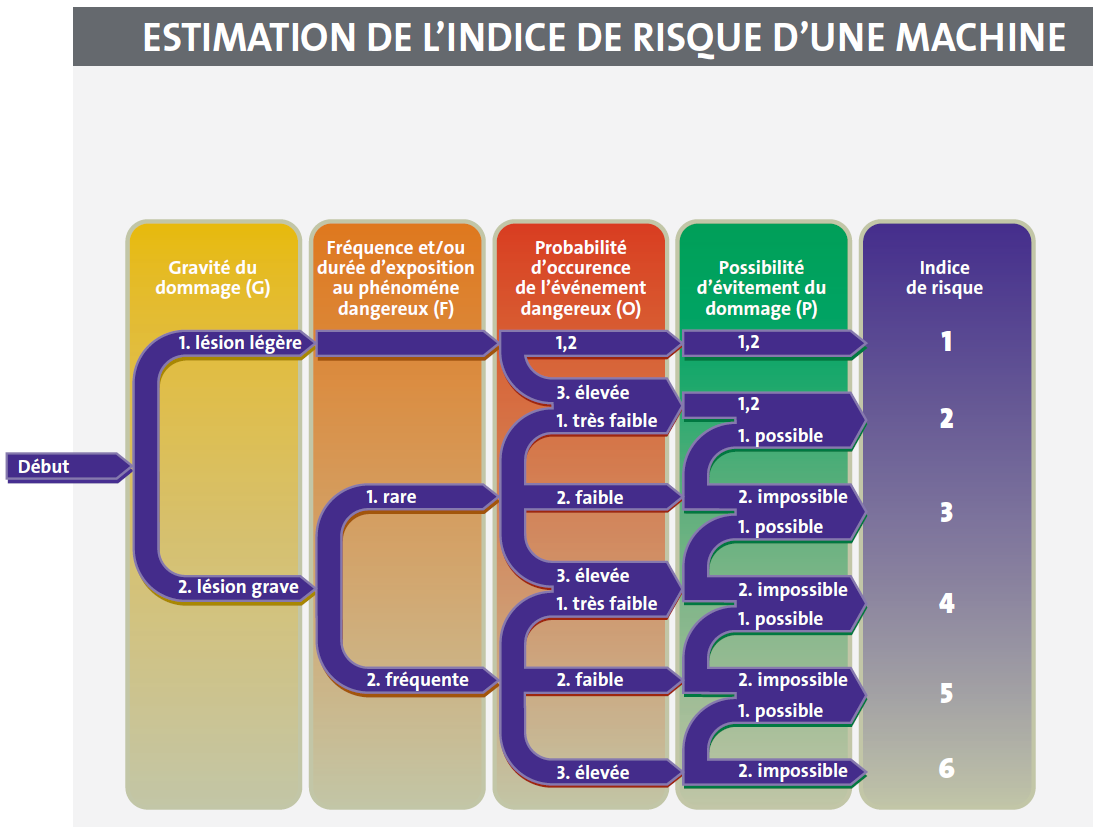 ESTIMATION DE L'INDICE DE RISQUE D'UNE MACHINE
Gravité du
dommage (G)
Fréquence et/ou
durée d'exposition
au phénoméne
dangereux (F)
Probabilité
d'occurence
de l'événement
dangereux (O)
Possibilité
d'évitement du
dommage (P)
Indice
de risque
Début
1. lésion légère
2. lésion grave
1. rare
2. fréquente
1,2
3. élevée
1. très faible
2. faible
3. élevée
1. très faible
2. faible
3. élevée
1,2
1,2
1. possible
2. impossible
1. possible
2. impossible
1. possible
2. impossible
1. possible
2. impossible
1
2
3
4
5
6